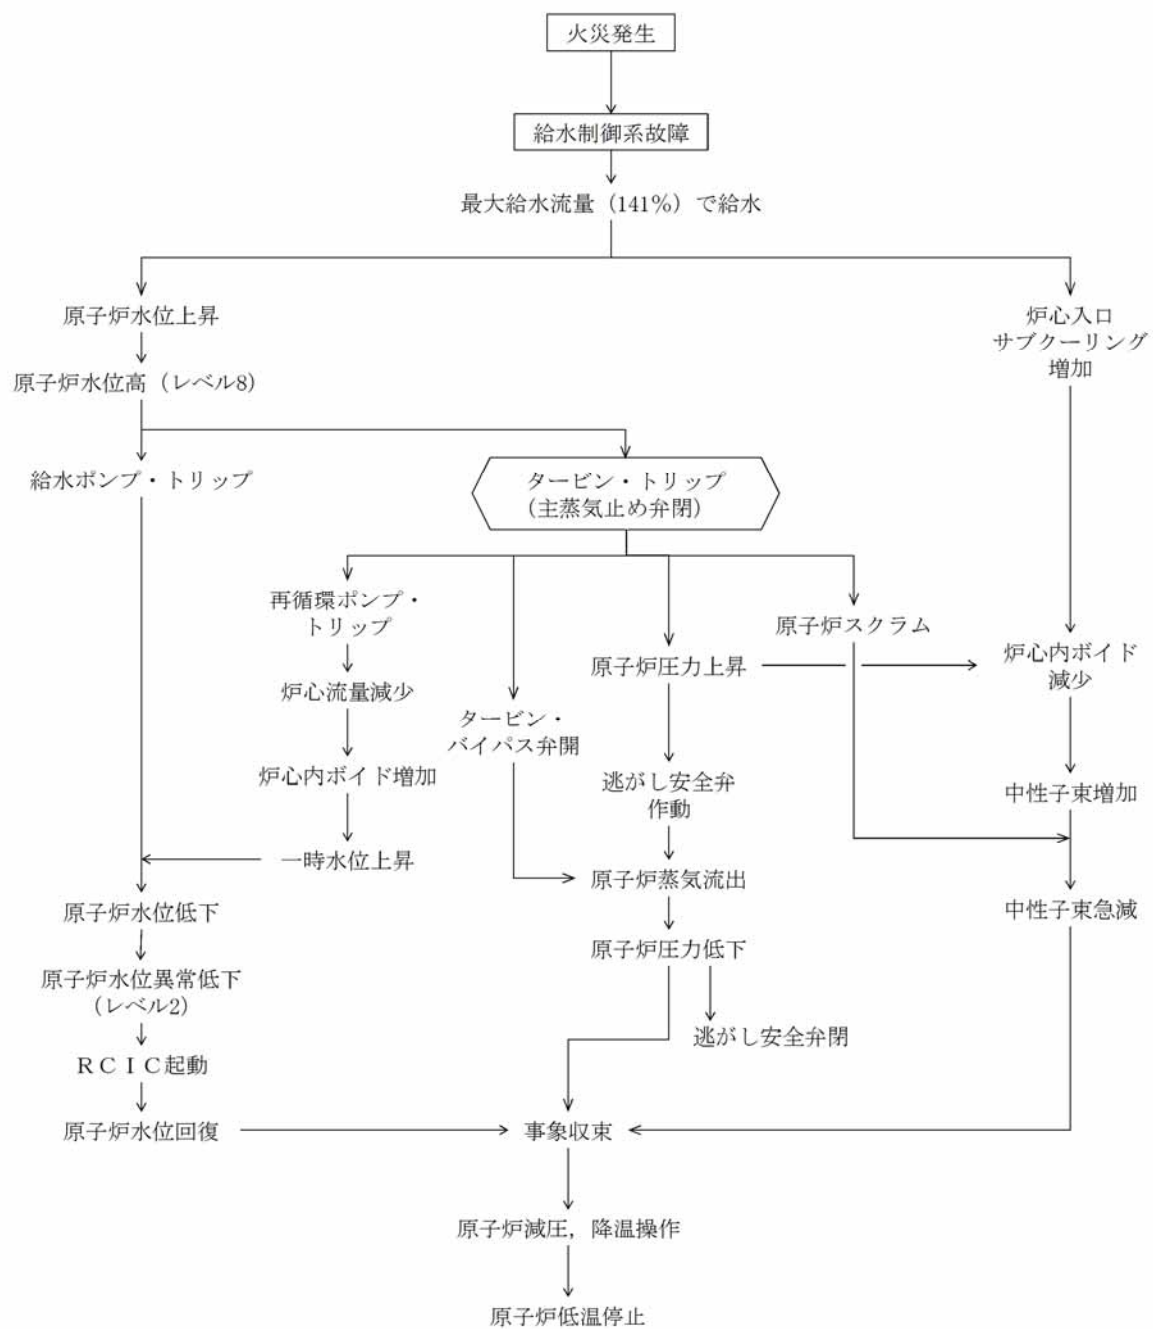 火災発生
給水制御系故障
最大給水流量（141％）で給水
原子炉水位上昇
炉心入口
サブクーリング
増加
原子炉水位高（レベル8）
給水ポンプ・トリップ
タービン・トリップ
（主蒸気止め弁閉）
再循環ポンプ・
トリップ
原子炉スクラム
原子炉圧力上昇
炉心内ボイド
減少
炉心流量減少
タービン・
バイパス弁開
炉心内ボイド増加
逃がし安全弁
作動
中性子束増加
一時水位上昇
原子炉蒸気流出
原子炉水位低下
中性子束急減
原子炉圧力低下
原子炉水位異常低下
（レベル2）
逃がし安全弁閉
ＲＣＩＣ起動
原子炉水位回復
事象収束
原子炉減圧，降温操作
原子炉低温停止